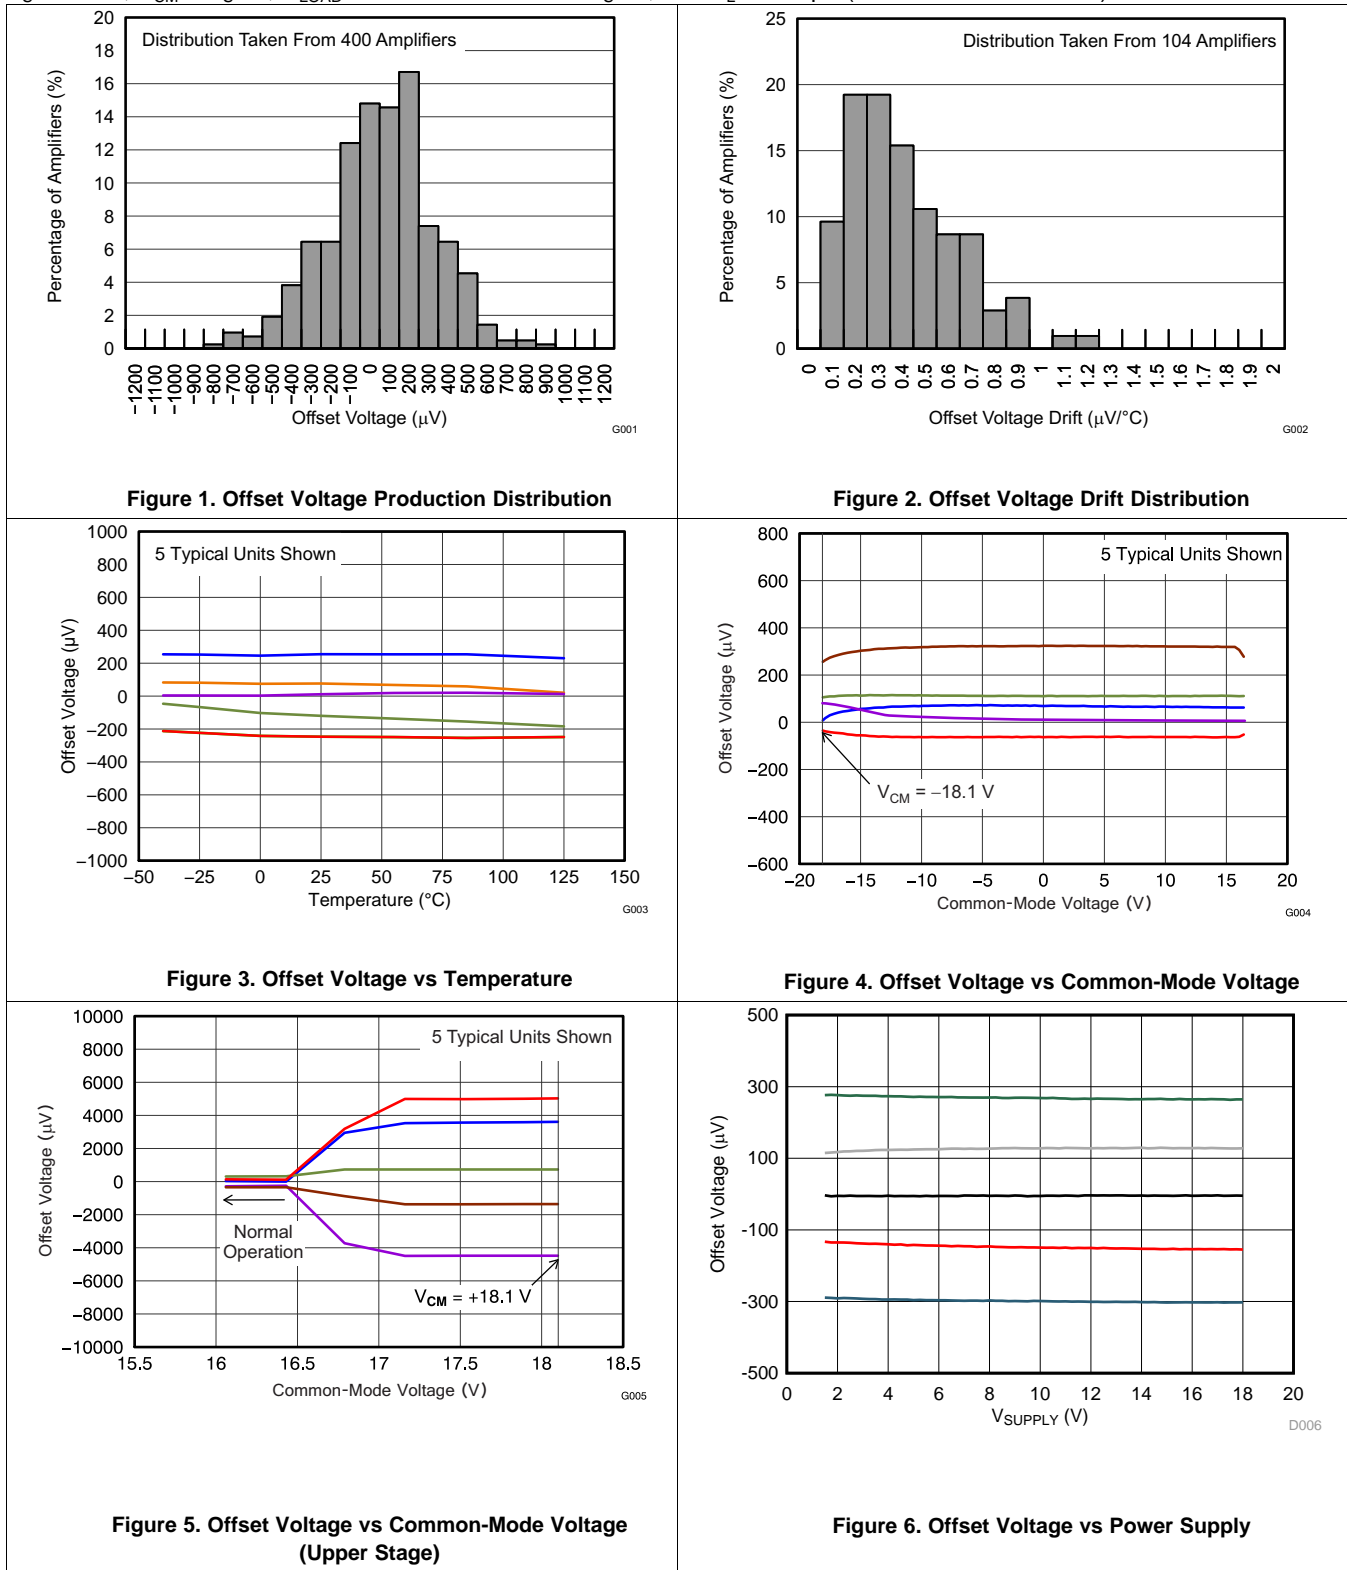 Distribution Taken From 400 Amplifiers
Percentage of Amplifiers (%)
20
18
16
14
12
10
8
6
4
2
0
−1200
−1100
−1000
−900
−800
−700
−600
−500
−400
−300
−200
−100
0
100
200
300
400
500
600
700
800
900
1000
1100
1200
Offset Voltage (µV)
G001
Figure 1. Offset Voltage Production Distribution
Distribution Taken From 104 Amplifiers
Percentage of Amplifiers (%)
25
20
15
10
5
0
0
0.1
0.2
0.3
0.4
0.5
0.6
0.7
0.8
0.9
1
1.1
1.2
1.3
1.4
1.5
1.6
1.7
1.8
1.9
2
Offset Voltage Drift (µV/°C)
G002
Figure 2. Offset Voltage Drift Distribution
5 Typical Units Shown
Offset Voltage (µV)
1000
800
600
400
200
0
−200
−400
−600
−800
−1000
−50 −25 0 25 50 75 100 125 150
Temperature (°C)
G003
Figure 3. Offset Voltage vs Temperature
5 Typical Units Shown
Offset Voltage (µV)
800
600
400
200
0
−200
−400
−600
VCM = −18.1 V
−20 −15 −10 −5 0 5 10 15 20
Common-Mode Voltage (V)
G004
Figure 4. Offset Voltage vs Common-Mode Voltage
5 Typical Units Shown
Offset Voltage (µV)
10000
8000
6000
4000
2000
0
−2000
−4000
−6000
−8000
−10000
Normal
Operation
VCM = +18.1 V
15.5 16 16.5 17 17.5 18 18.5
Common-Mode Voltage (V)
G005
Figure 5. Offset Voltage vs Common-Mode Voltage
(Upper Stage)
Offset Voltage (µV)
500
300
100
-100
-300
-500
0 2 4 6 8 10 12 14 16 18 20
VSUPPLY (V)
D006
Figure 6. Offset Voltage vs Power Supply